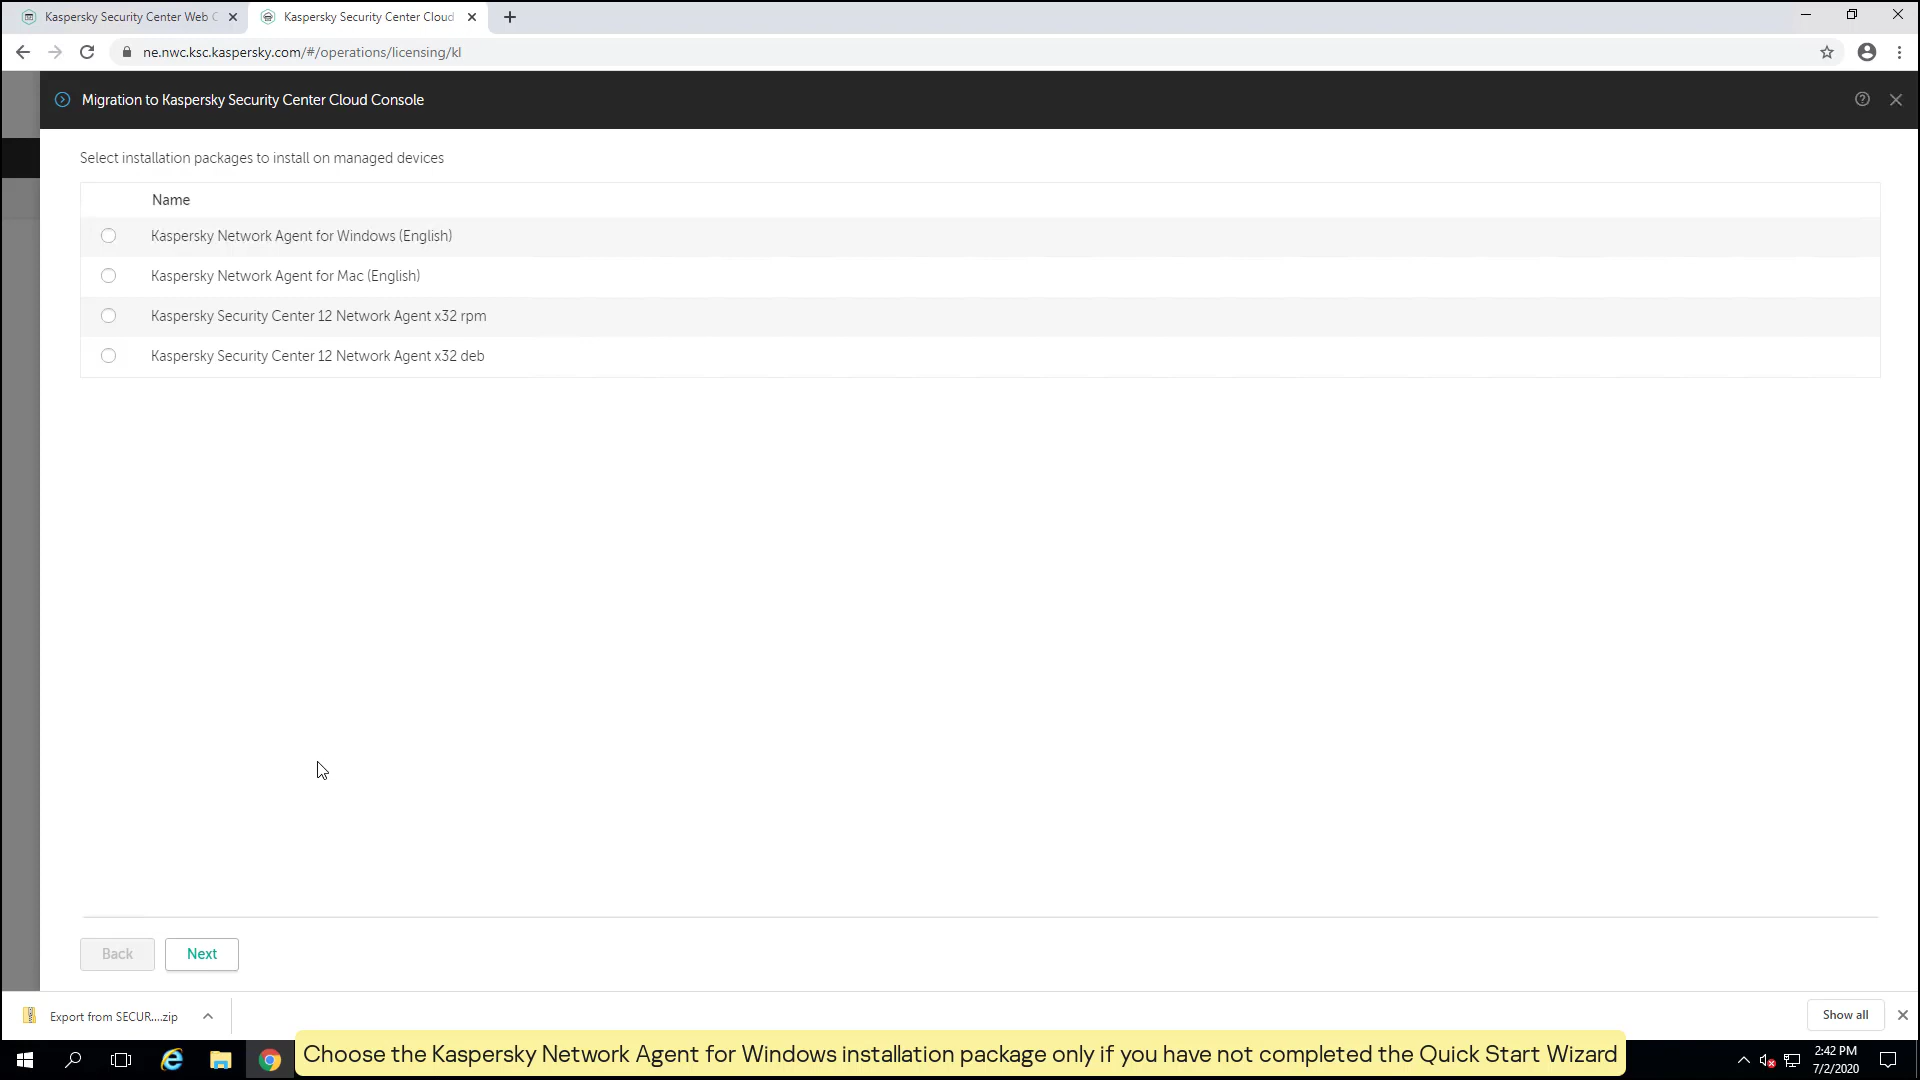 Kaspersky Security Center Web C
Kaspersky Security Center Cloud
ne.nwc.ksc.kaspersky.com/#/operations/licensing/kl
Migration to Kaspersky Security Center Cloud Console
Select installation packages to install on managed devices
Name
Kaspersky Network Agent for Windows (English)
Kaspersky Network Agent for Mac (English)
Kaspersky Security Center 12 Network Agent x32 rpm
Kaspersky Security Center 12 Network Agent x32 deb
Back
Next
Export from SECUR....zip
Show all
Choose the Kaspersky Network Agent for Windows installation package only if you have not completed the Quick Start Wizard
2:42 PM
7/2/2020